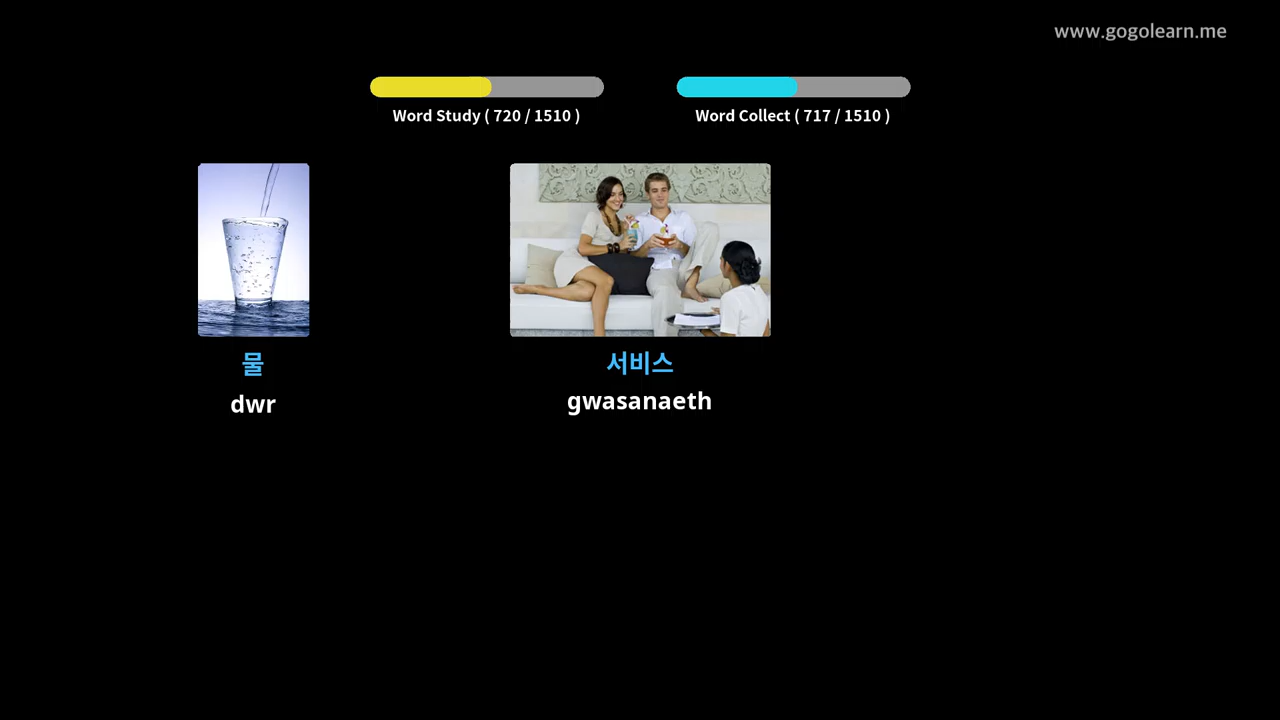 www.gogolearn.me
Word Study ( 720 / 1510 )
Word Collect ( 717 / 1510 )
물
dwr
서비스
gwasanaeth